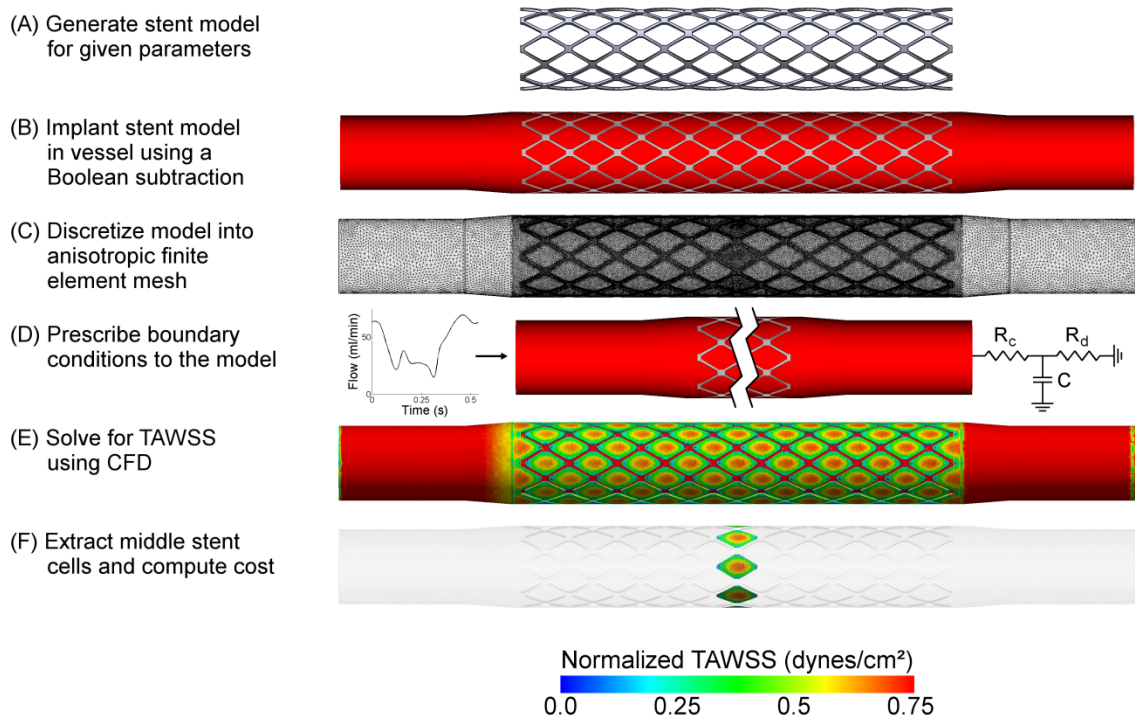 (A) Generate stent model
for given parameters
(B) Implant stent model
in vessel using a
Boolean subtraction
(C) Discretize model into
anisotropic finite
element mesh
(D) Prescribe boundary
conditions to the model
Flow (ml/min)
50
0
0 0.25 0.5
Time (s)
Rc Rd
C
(E) Solve for TAWSS
using CFD
(F) Extract middle stent
cells and compute cost
Normalized TAWSS (dynes/cm²)
0.0 0.25 0.5 0.75